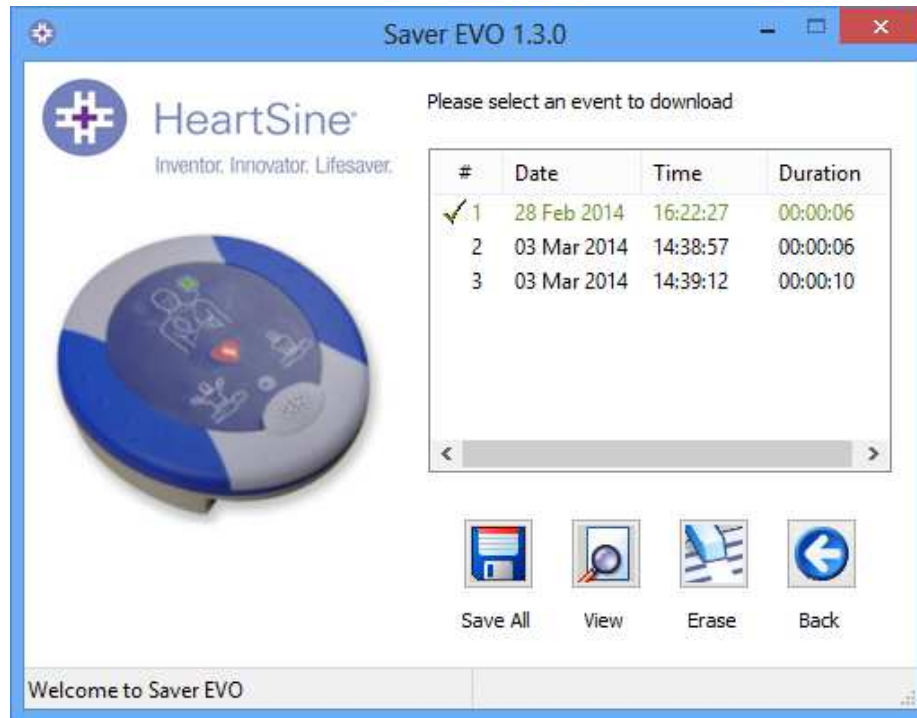 Saver EVO 1.3.0
HeartSine®
Inventor. Innovator. Lifesaver.
Please select an event to download
# Date Time Duration
1 28 Feb 2014 16:22:27 00:00:06
2 03 Mar 2014 14:38:57 00:00:06
3 03 Mar 2014 14:39:12 00:00:10
Save All View Erase Back
Welcome to Saver EVO